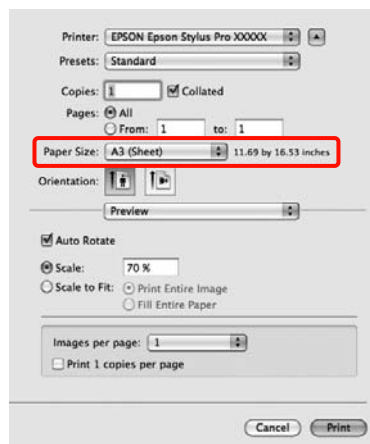 Printer: EPSON Epson Stylus Pro XXXXX
Presets: Standard
Copies: 1 Collated
Pages: All
From: 1 to: 1
Paper Size: A3 (Sheet) 11.69 by 16.53 inches
Orientation:
Preview
Auto Rotate
Scale: 70 %
Scale to Fit: Print Entire Image
Fill Entire Paper
Images per page: 1
Print 1 copies per page
Cancel Print